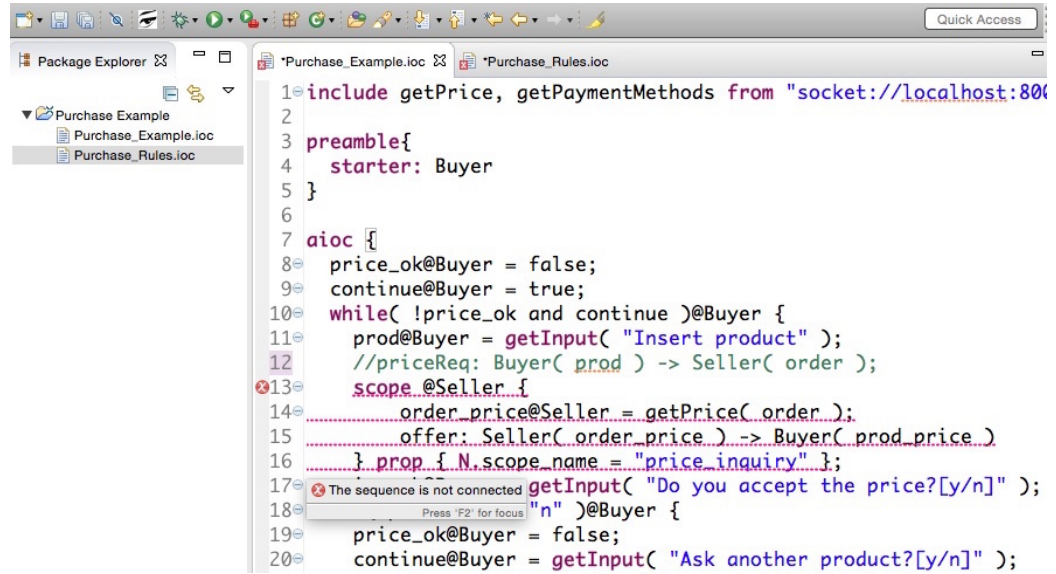 Quick Access
Package Explorer
Purchase Example
Purchase_Example.ioc
Purchase_Rules.ioc
*Purchase_Example.ioc
*Purchase_Rules.ioc
1 include getPrice, getPaymentMethods from "socket://localhost:800
2
3 preamble{
4 starter: Buyer
5 }
6
7 aioc {
8 price_ok@Buyer = false;
9 continue@Buyer = true;
10 while( !price_ok and continue )@Buyer {
11 prod@Buyer = getInput( "Insert product" );
12 //priceReq: Buyer( prod ) -> Seller( order );
13 scope @Seller {
14 order_price@Seller = getPrice( order );
15 offer: Seller( order_price ) -> Buyer( prod_price )
16 } prop { N.scope_name = "price_inquiry" };
17 getInput( "Do you accept the price?[y/n]" );
The sequence is not connected
18 "n" )@Buyer {
Press 'F2' for focus
19 price_ok@Buyer = false;
20 continue@Buyer = getInput( "Ask another product?[y/n]" );